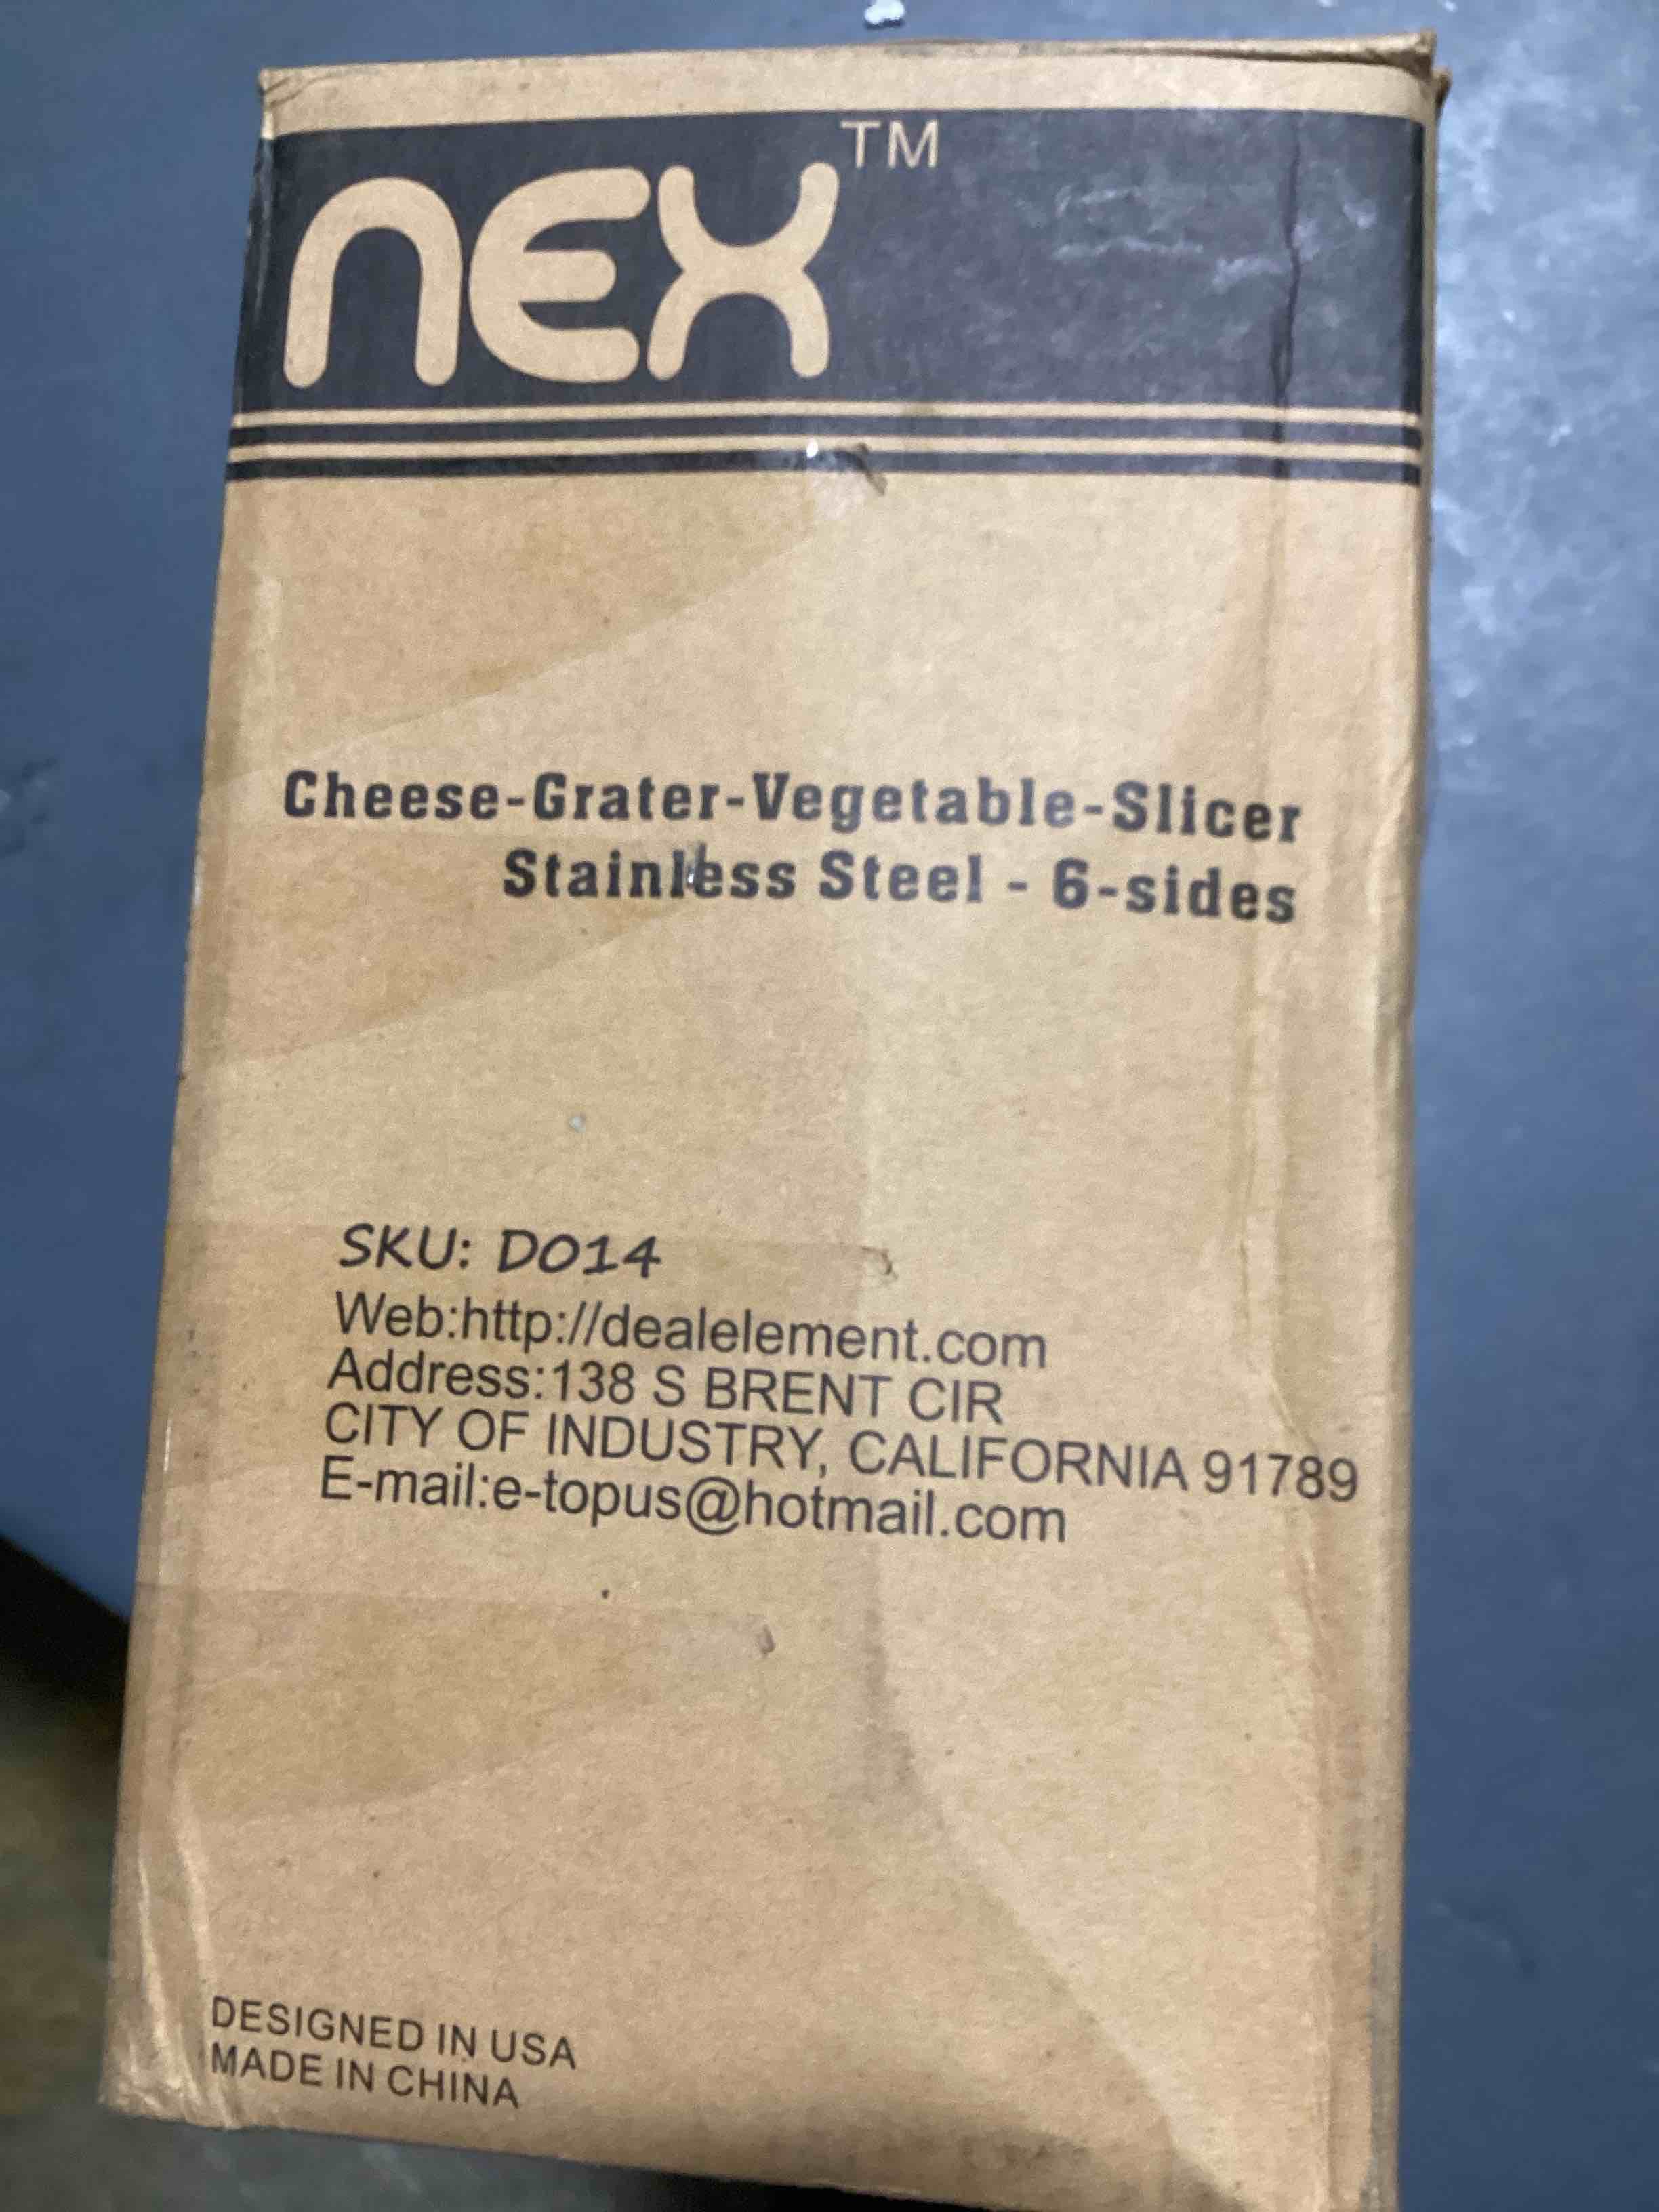 nex™
Cheese-Grater-Vegetable-Slicer
Stainless Steel - 6-sides
SKU: D014
Web:http://dealelement.com
Address:138 S BRENT CIR
CITY OF INDUSTRY, CALIFORNIA 91789
E-mail:e-topus@hotmail.com
DESIGNED IN USA
MADE IN CHINA